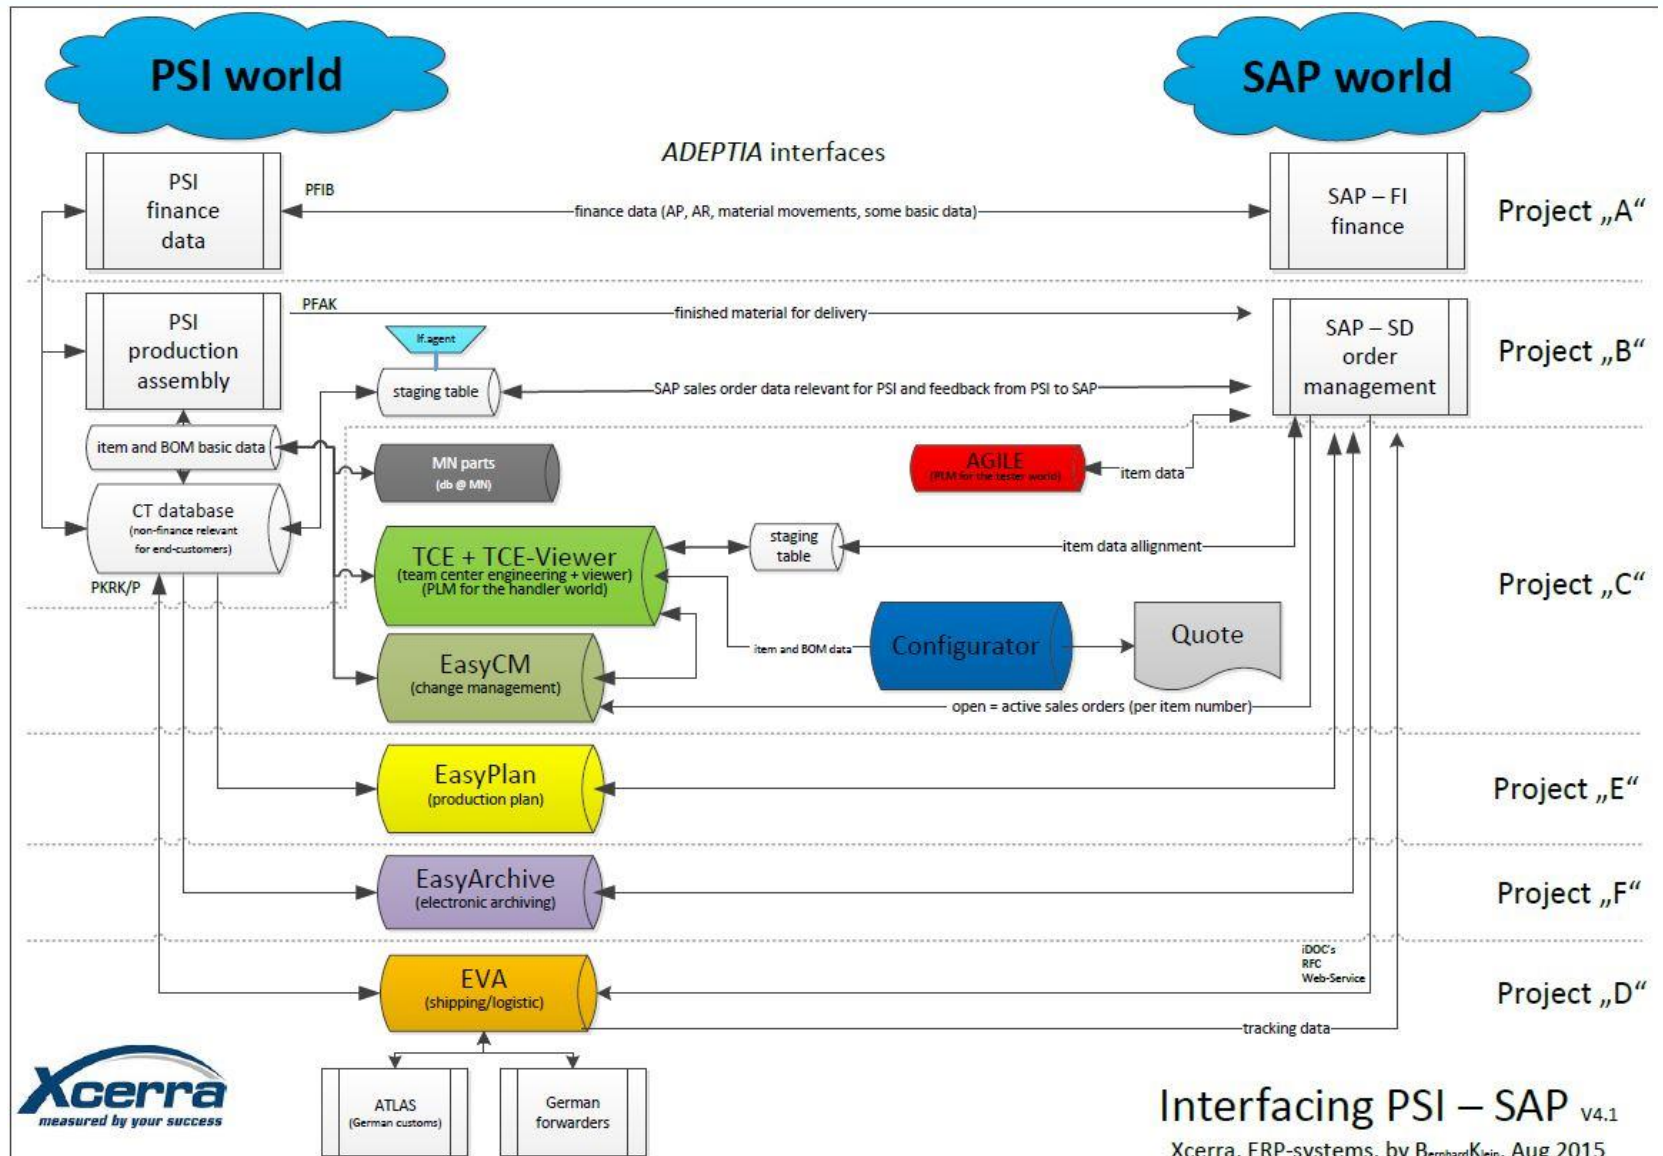 PSI world
SAP world
ADEPTIA interfaces
PSI
finance
data
PFIB
finance data (AP, AR, material movements, some basic data)
SAP – FI
finance
Project „A“
PSI
production
assembly
PFAK
finished material for delivery
If.agent
staging table
SAP sales order data relevant for PSI and feedback from PSI to SAP
SAP – SD
order
management
Project „B“
item and BOM basic data
MN parts
(db @ MN)
AGILE
(PLM for the tester world)
item data
CT database
(non-finance relevant
for end-customers)
PKRK/P
TCE + TCE-Viewer
(team center engineering + viewer)
(PLM for the handler world)
staging
table
item data allignment
Project „C“
EasyCM
(change management)
item and BOM data
Configurator
Quote
open = active sales orders (per item number)
EasyPlan
(production plan)
Project „E“
EasyArchive
(electronic archiving)
Project „F“
EVA
(shipping/logistic)
iDOC's
RFC
Web-Service
Project „D“
tracking data
Xcerra
measured by your success
ATLAS
(German customs)
German
forwarders
Interfacing PSI – SAP V4.1
Xcerra, ERP-systems, by BernhardKlein, Aug 2015